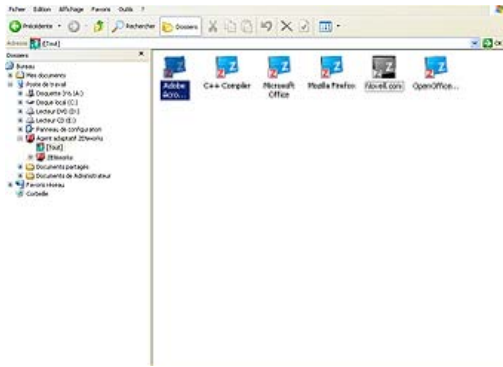 Fichier Edition Affichage Favoris Outils ?
Précédente Rechercher Dossiers
Adresse [Tout] OK
Dossiers
Bureau
Mes documents
Poste de travail
Disquette 3½ (A:)
Disque local (C:)
Lecteur DVD (D:)
Lecteur CD (E:)
Panneau de configuration
Agent adaptatif ZENworks
[Tout]
ZENworks
Documents partagés
Documents de Administrateur
Favoris réseau
Corbeille
Adobe Acro... C++ Compiler Microsoft Office Mozilla Firefox Novell.com OpenOffice...